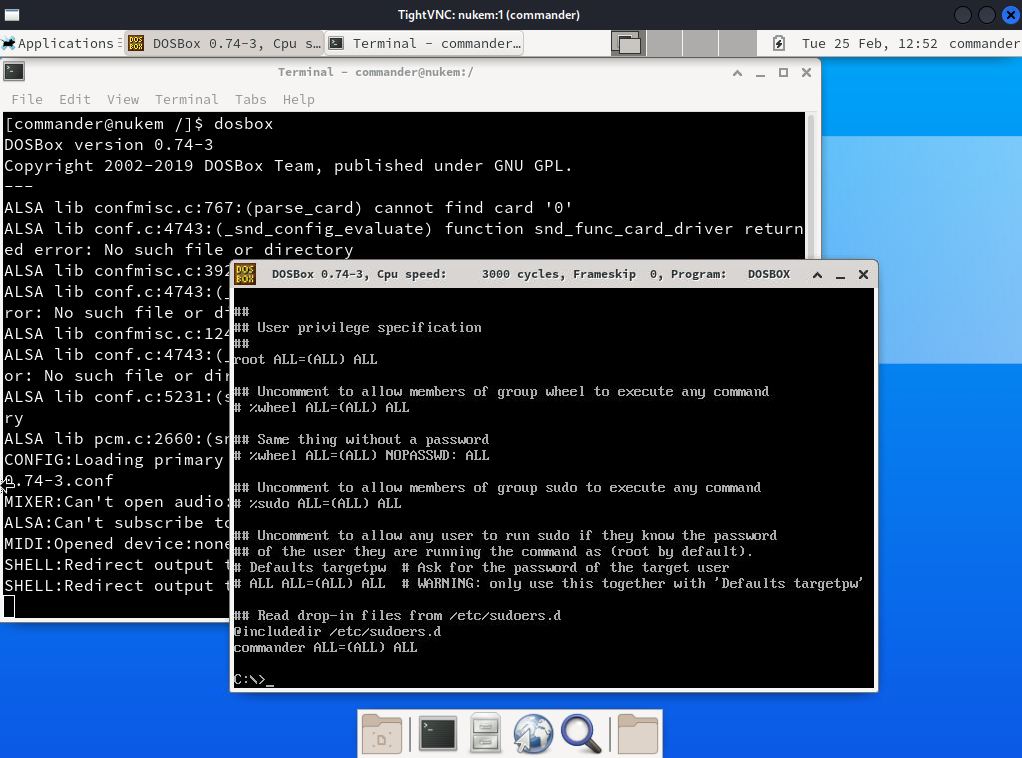 TightVNC: nukem:1 (commander)
Applications
DOSBox 0.74-3, Cpu s…
Terminal - commander…
Tue 25 Feb, 12:52 commander
Terminal - commander@nukem:/
File Edit View Terminal Tabs Help
[commander@nukem /]$ dosbox
DOSBox version 0.74-3
Copyright 2002-2019 DOSBox Team, published under GNU GPL.
---
ALSA lib confmisc.c:767:(parse_card) cannot find card '0'
ALSA lib conf.c:4743:(_snd_config_evaluate) function snd_func_card_driver return
ed error: No such file or directory
ALSA lib confmisc.c:392
ALSA lib conf.c:4743:(_
ror: No such file or di
ALSA lib confmisc.c:124
ALSA lib conf.c:4743:(_
or: No such file or dir
ALSA lib conf.c:5231:(s
ry
ALSA lib pcm.c:2660:(sn
CONFIG:Loading primary
0.74-3.conf
MIXER:Can't open audio:
ALSA:Can't subscribe to
MIDI:Opened device:none
SHELL:Redirect output t
SHELL:Redirect output t
DOS
BOX
DOSBox 0.74-3, Cpu speed: 3000 cycles, Frameskip 0, Program: DOSBOX
##
## User privilege specification
##
root ALL=(ALL) ALL
## Uncomment to allow members of group wheel to execute any command
# %wheel ALL=(ALL) ALL
## Same thing without a password
# %wheel ALL=(ALL) NOPASSWD: ALL
## Uncomment to allow members of group sudo to execute any command
# %sudo ALL=(ALL) ALL
## Uncomment to allow any user to run sudo if they know the password
## of the user they are running the command as (root by default).
# Defaults targetpw # Ask for the password of the target user
# ALL ALL=(ALL) ALL # WARNING: only use this together with 'Defaults targetpw'
## Read drop-in files from /etc/sudoers.d
@includedir /etc/sudoers.d
commander ALL=(ALL) ALL
C:\>_